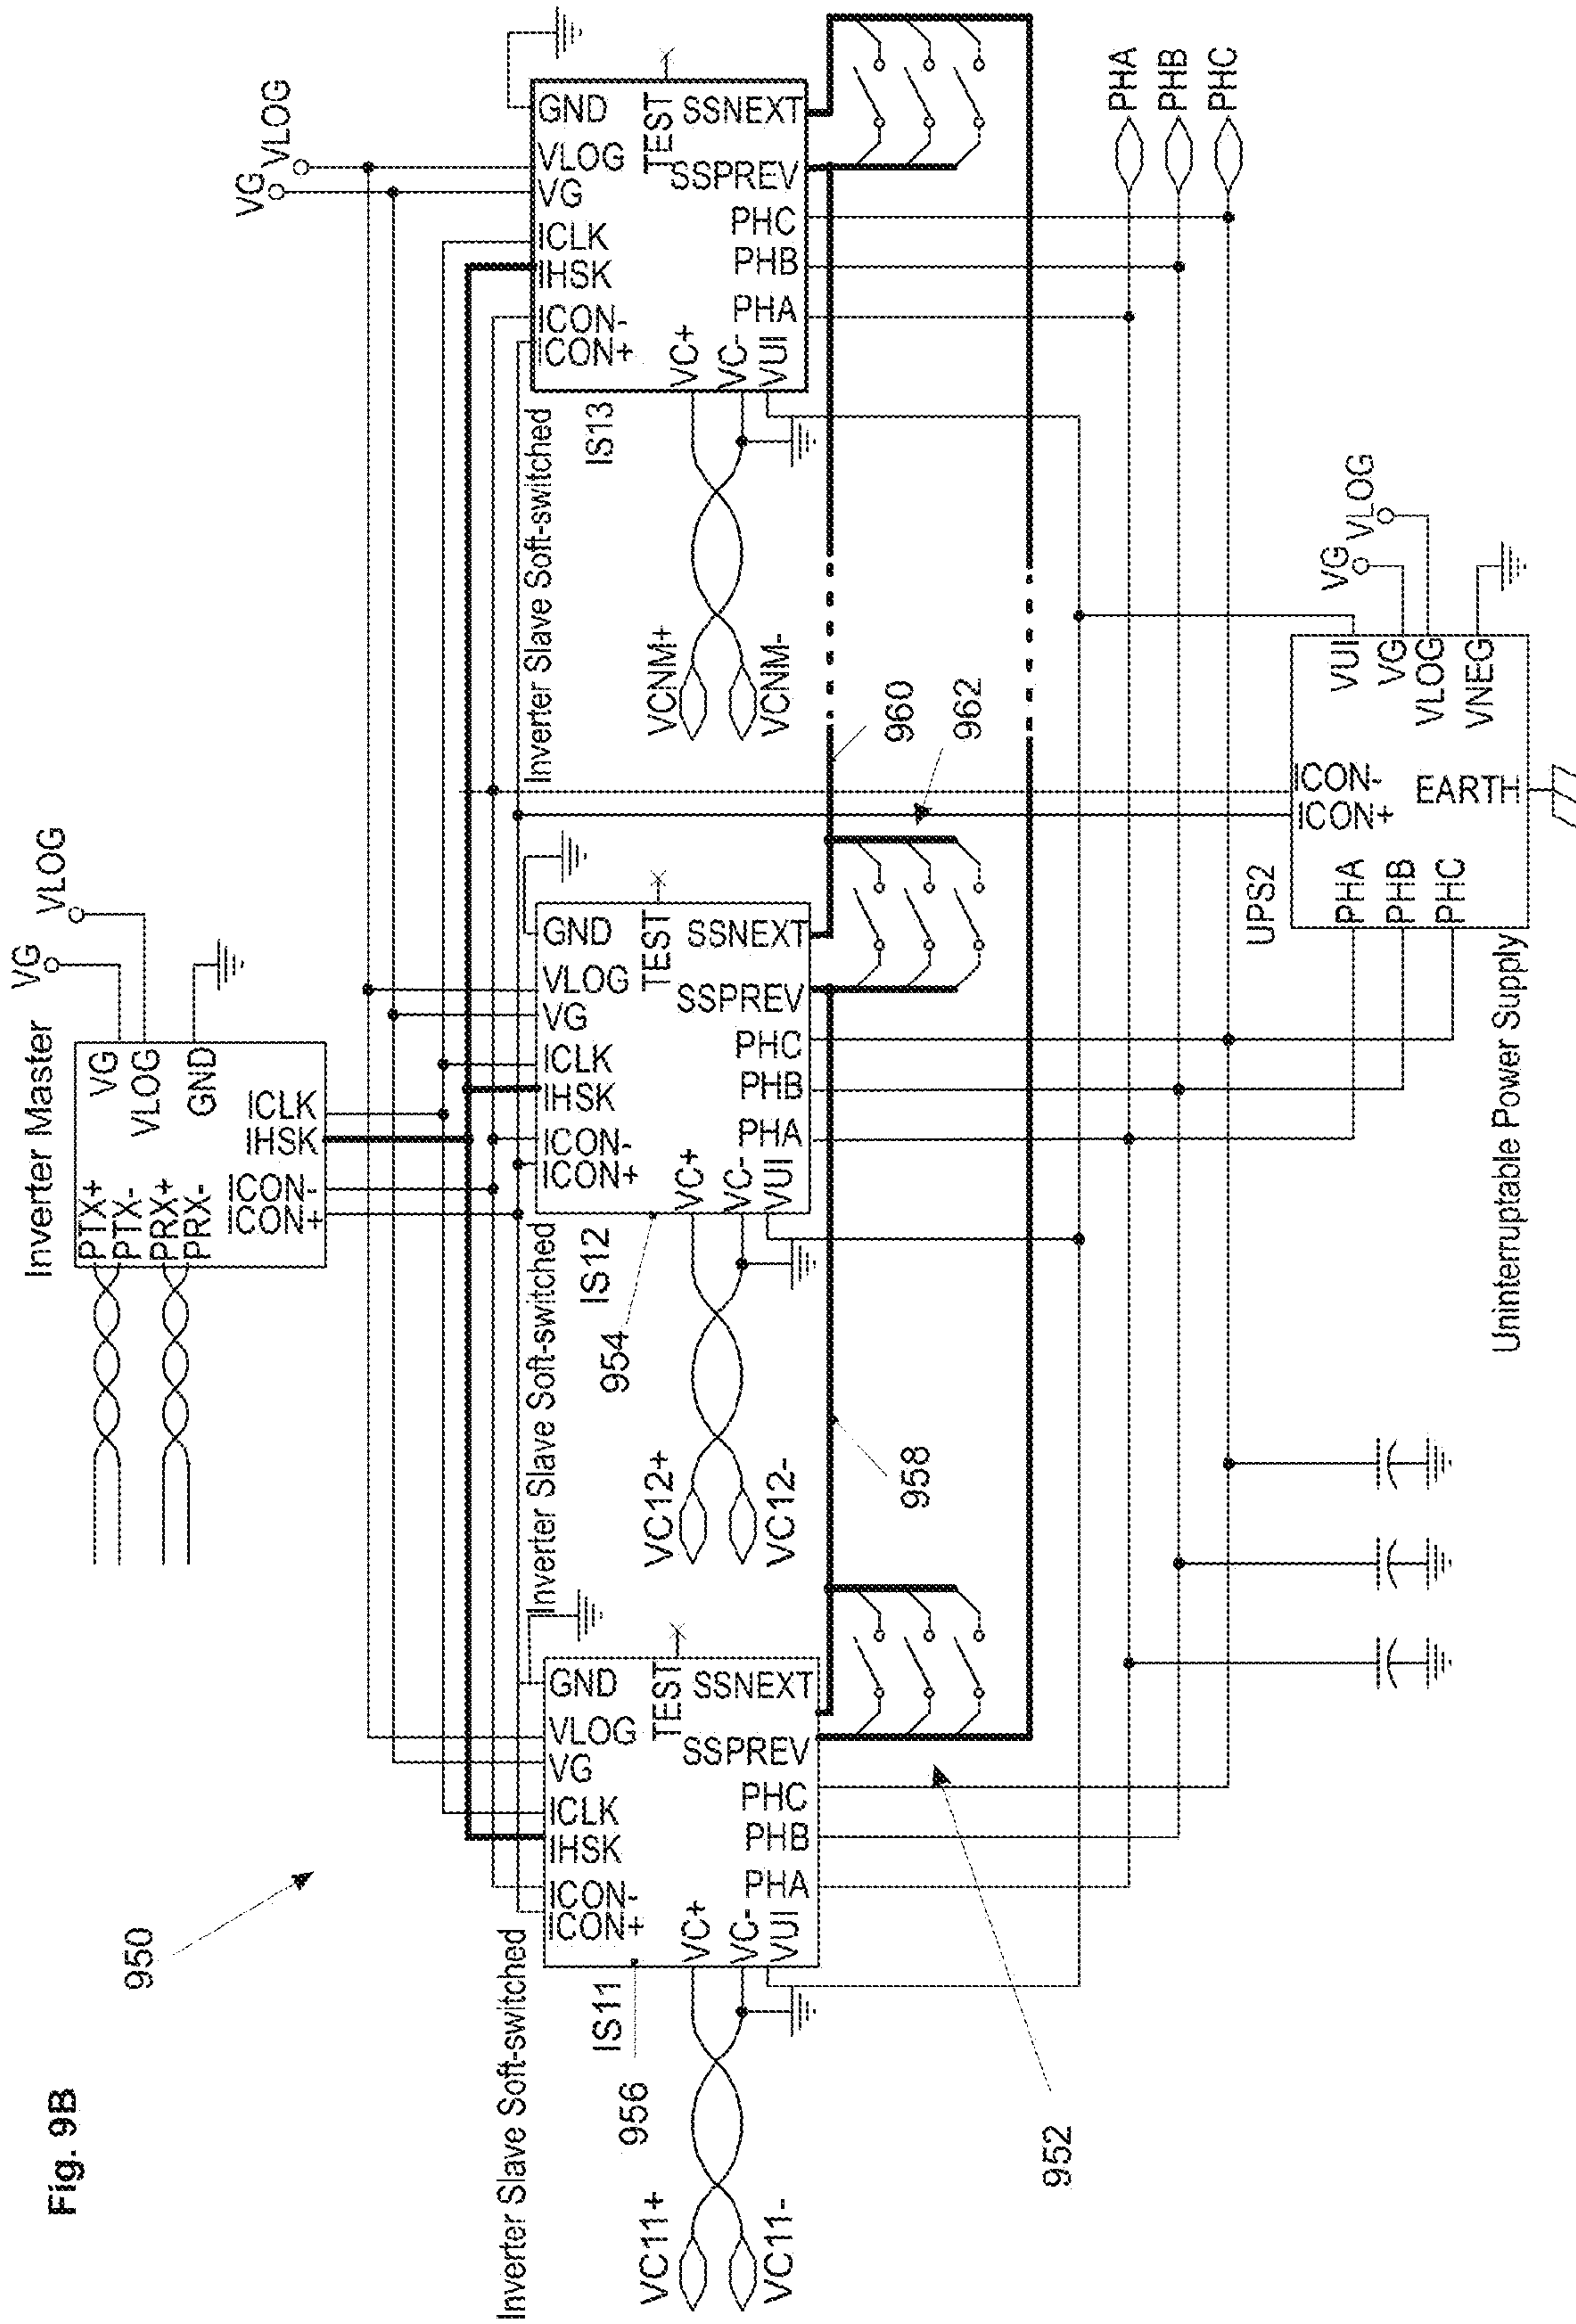 Fig. 9B
950
Inverter Master
VG
VLOG
PTX+
PTX-
PRX+
PRX-
VG
VLOG
GND
ICLK
IHSK
ICON-
ICON+
VG
VLOG
Inverter Slave Soft-switched
IS11
956
VC11+
VC11-
ICON+
ICON-
IHSK
ICLK
VG
VLOG
GND
TEST
VC+
VC-
VUI
PHA
PHB
PHC
SSPREV
SSNEXT
952
Inverter Slave Soft-switched
IS12
954
VC12+
VC12-
ICON+
ICON-
IHSK
ICLK
VG
VLOG
GND
TEST
VC+
VC-
VUI
PHA
PHB
PHC
SSPREV
SSNEXT
958
960
962
Inverter Slave Soft-switched
IS13
VCNM+
VCNM-
ICON+
ICON-
IHSK
ICLK
VG
VLOG
GND
TEST
VC+
VC-
VUI
PHA
PHB
PHC
SSPREV
SSNEXT
PHA
PHB
PHC
UPS2
PHA
PHB
PHC
ICON-
ICON+
EARTH
VUI
VG
VLOG
VNEG
VG
VLOG
Uninterruptable Power Supply